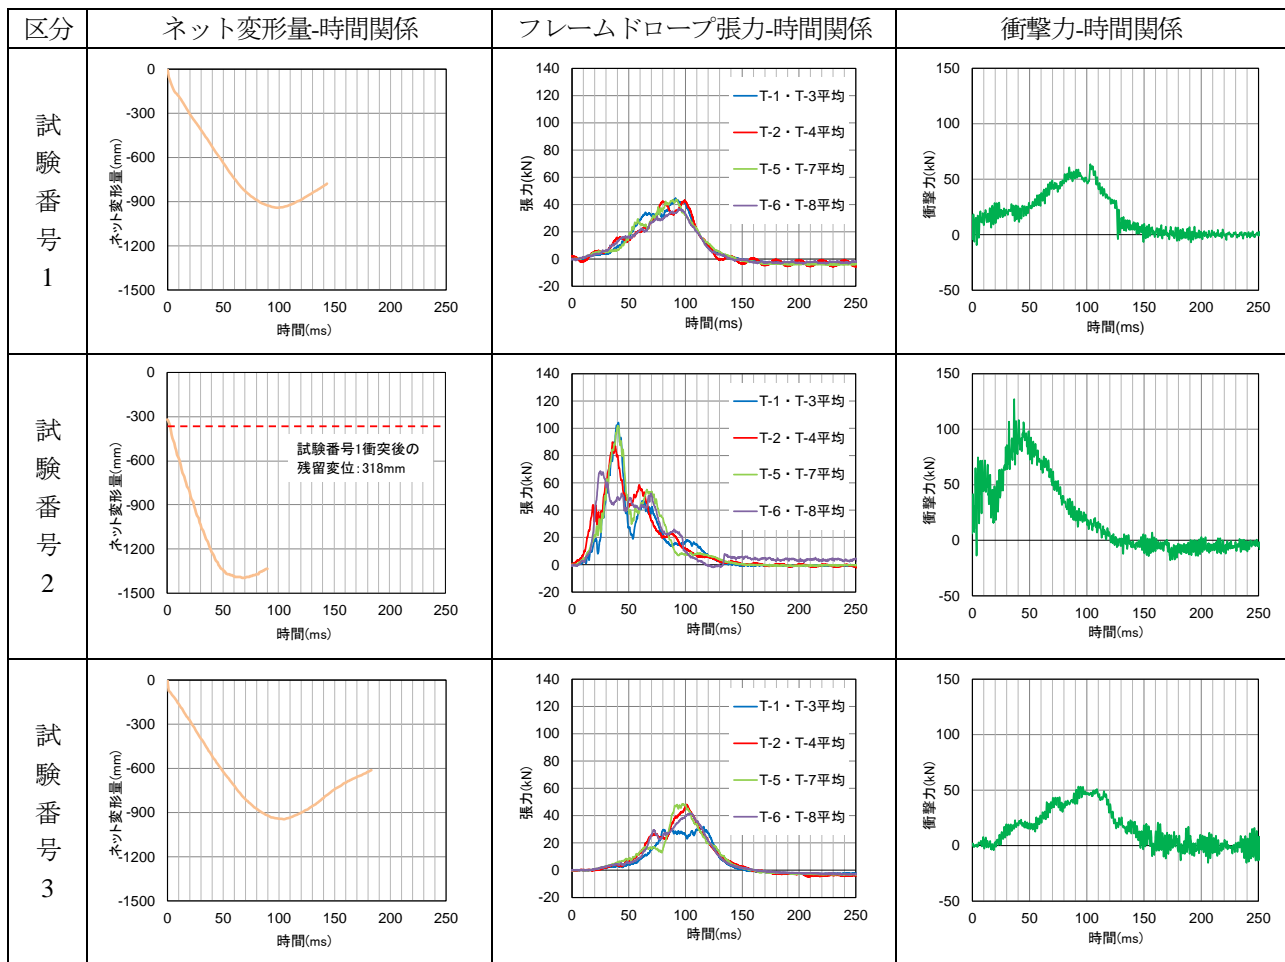 区分
ネット変形量-時間関係
フレームドロープ張力-時間関係
衝撃力-時間関係
試験番号1
0
-300
-600
-900
-1200
-1500
ネット変形量(mm)
0 50 100 150 200 250
時間(ms)
140
120
100
80
60
40
20
0
-20
張力(kN)
T-1・T-3平均
T-2・T-4平均
T-5・T-7平均
T-6・T-8平均
0 50 100 150 200 250
時間(ms)
150
100
50
0
-50
衝撃力(kN)
0 50 100 150 200 250
時間(ms)
試験番号2
0
-300
-600
-900
-1200
-1500
ネット変形量(mm)
試験番号1衝突後の
残留変位:318mm
0 50 100 150 200 250
時間(ms)
140
120
100
80
60
40
20
0
-20
張力(kN)
T-1・T-3平均
T-2・T-4平均
T-5・T-7平均
T-6・T-8平均
0 50 100 150 200 250
時間(ms)
150
100
50
0
-50
衝撃力(kN)
0 50 100 150 200 250
時間(ms)
試験番号3
0
-300
-600
-900
-1200
-1500
ネット変形量(mm)
0 50 100 150 200 250
時間(ms)
140
120
100
80
60
40
20
0
-20
張力(kN)
T-1・T-3平均
T-2・T-4平均
T-5・T-7平均
T-6・T-8平均
0 50 100 150 200 250
時間(ms)
150
100
50
0
-50
衝撃力(kN)
0 50 100 150 200 250
時間(ms)